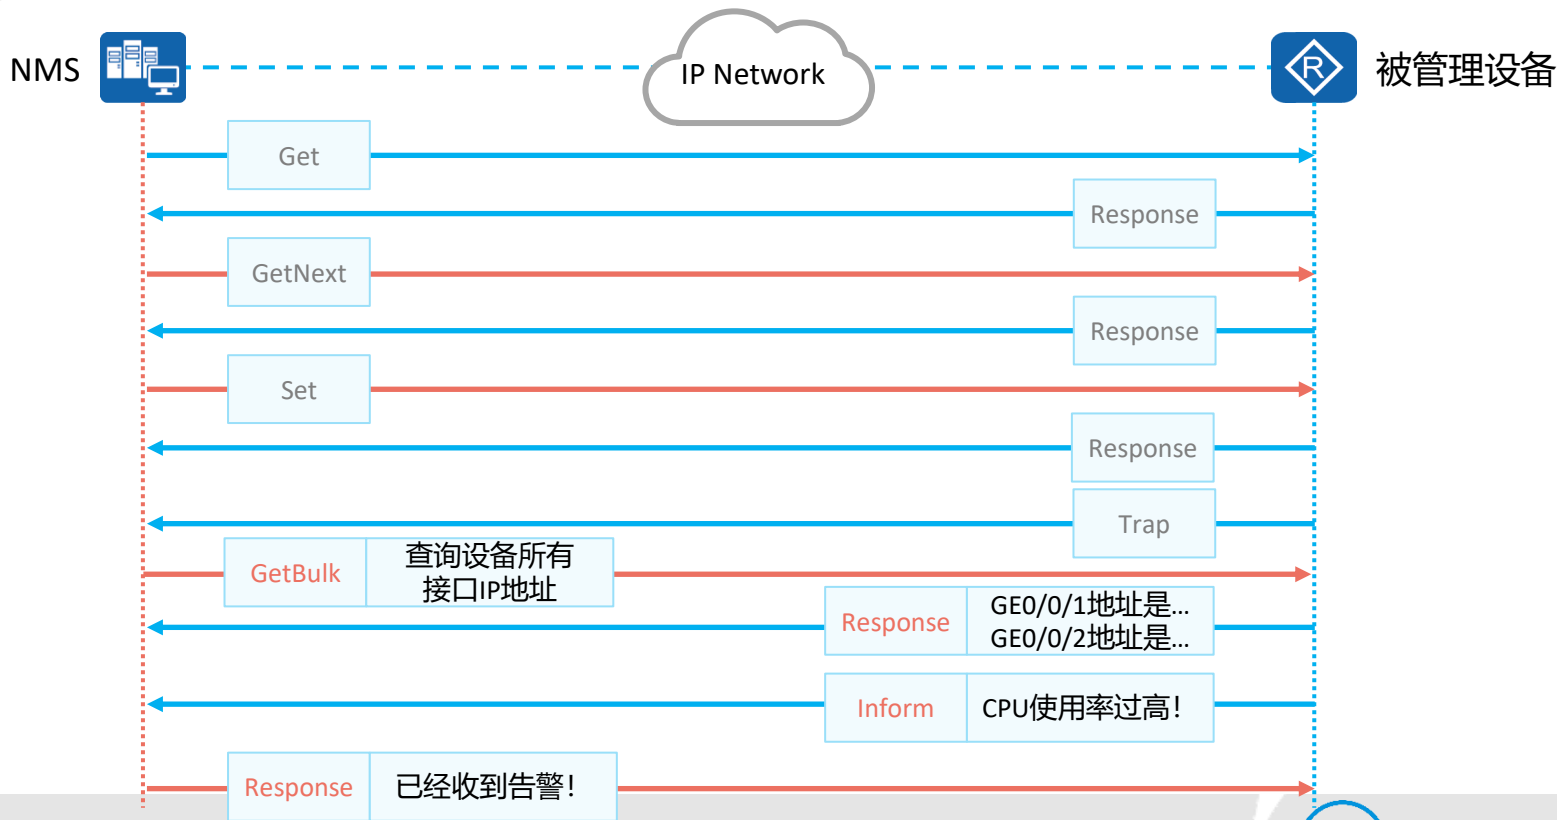 NMS
IP Network
R
被管理设备
Get
Response
GetNext
Response
Set
Response
Trap
GetBulk
查询设备所有
接口IP地址
Response
GE0/0/1地址是...
GE0/0/2地址是...
Inform
CPU使用率过高！
Response
已经收到告警！